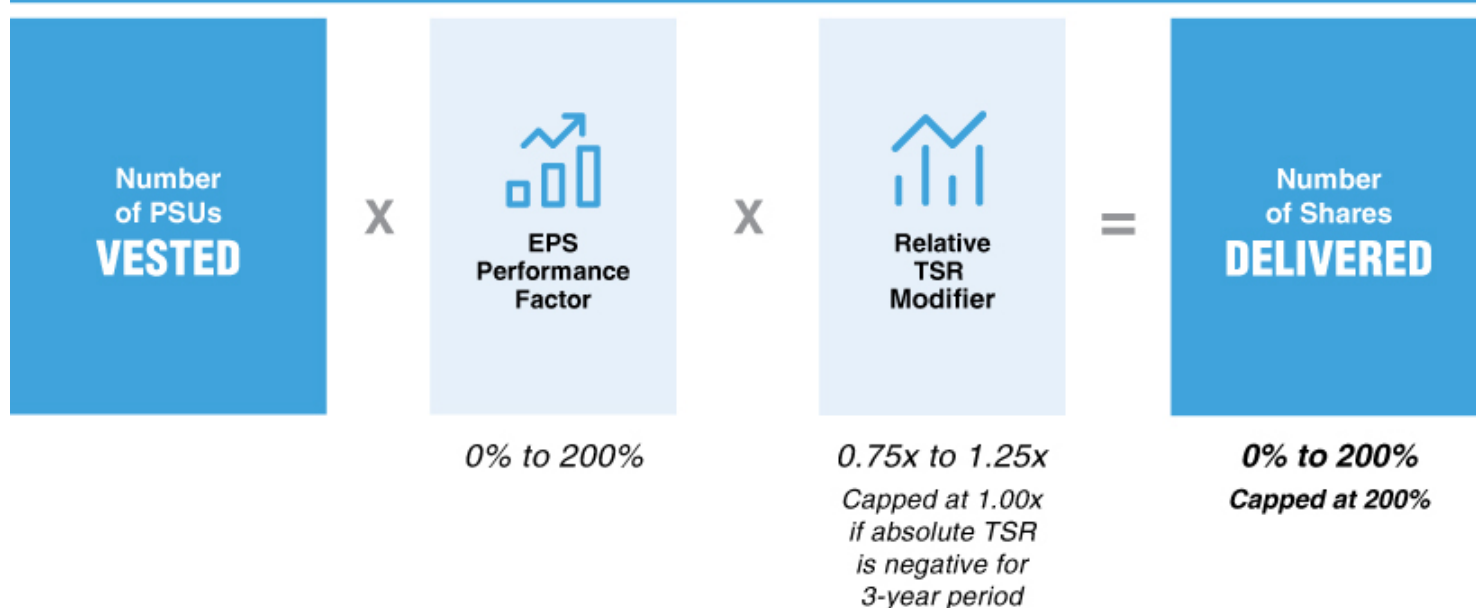 Number
of PSUs
VESTED
X
EPS
Performance
Factor
X
Relative
TSR
Modifier
=
Number
of Shares
DELIVERED
0% to 200%
0.75x to 1.25x
Capped at 1.00x
if absolute TSR
is negative for
3-year period
0% to 200%
Capped at 200%